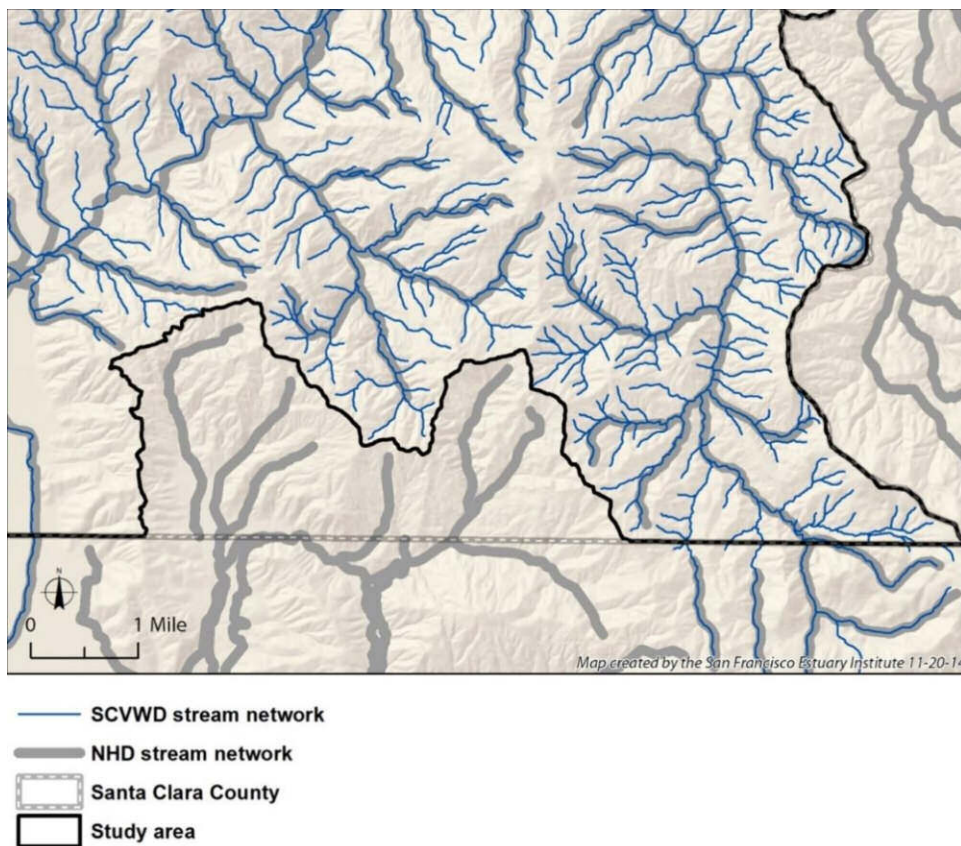 N
0 1 Mile
Map created by the San Francisco Estuary Institute 11-20-14
SCVWD stream network
NHD stream network
Santa Clara County
Study area